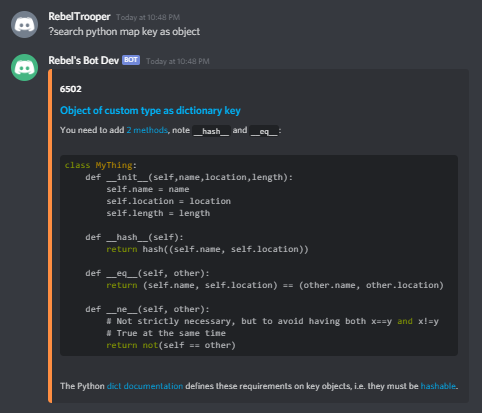 RebelTrooper Today at 10:48 PM
?search python map key as object
Rebel's Bot Dev BOT Today at 10:48 PM
6502
Object of custom type as dictionary key
You need to add 2 methods, note __hash__ and __eq__:
class MyThing:
    def __init__(self,name,location,length):
        self.name = name
        self.location = location
        self.length = length
    def __hash__(self):
        return hash((self.name, self.location))
    def __eq__(self, other):
        return (self.name, self.location) == (other.name, other.location)
    def __ne__(self, other):
        # Not strictly necessary, but to avoid having both x==y and x!=y
        # True at the same time
        return not(self == other)
The Python dict documentation defines these requirements on key objects, i.e. they must be hashable.